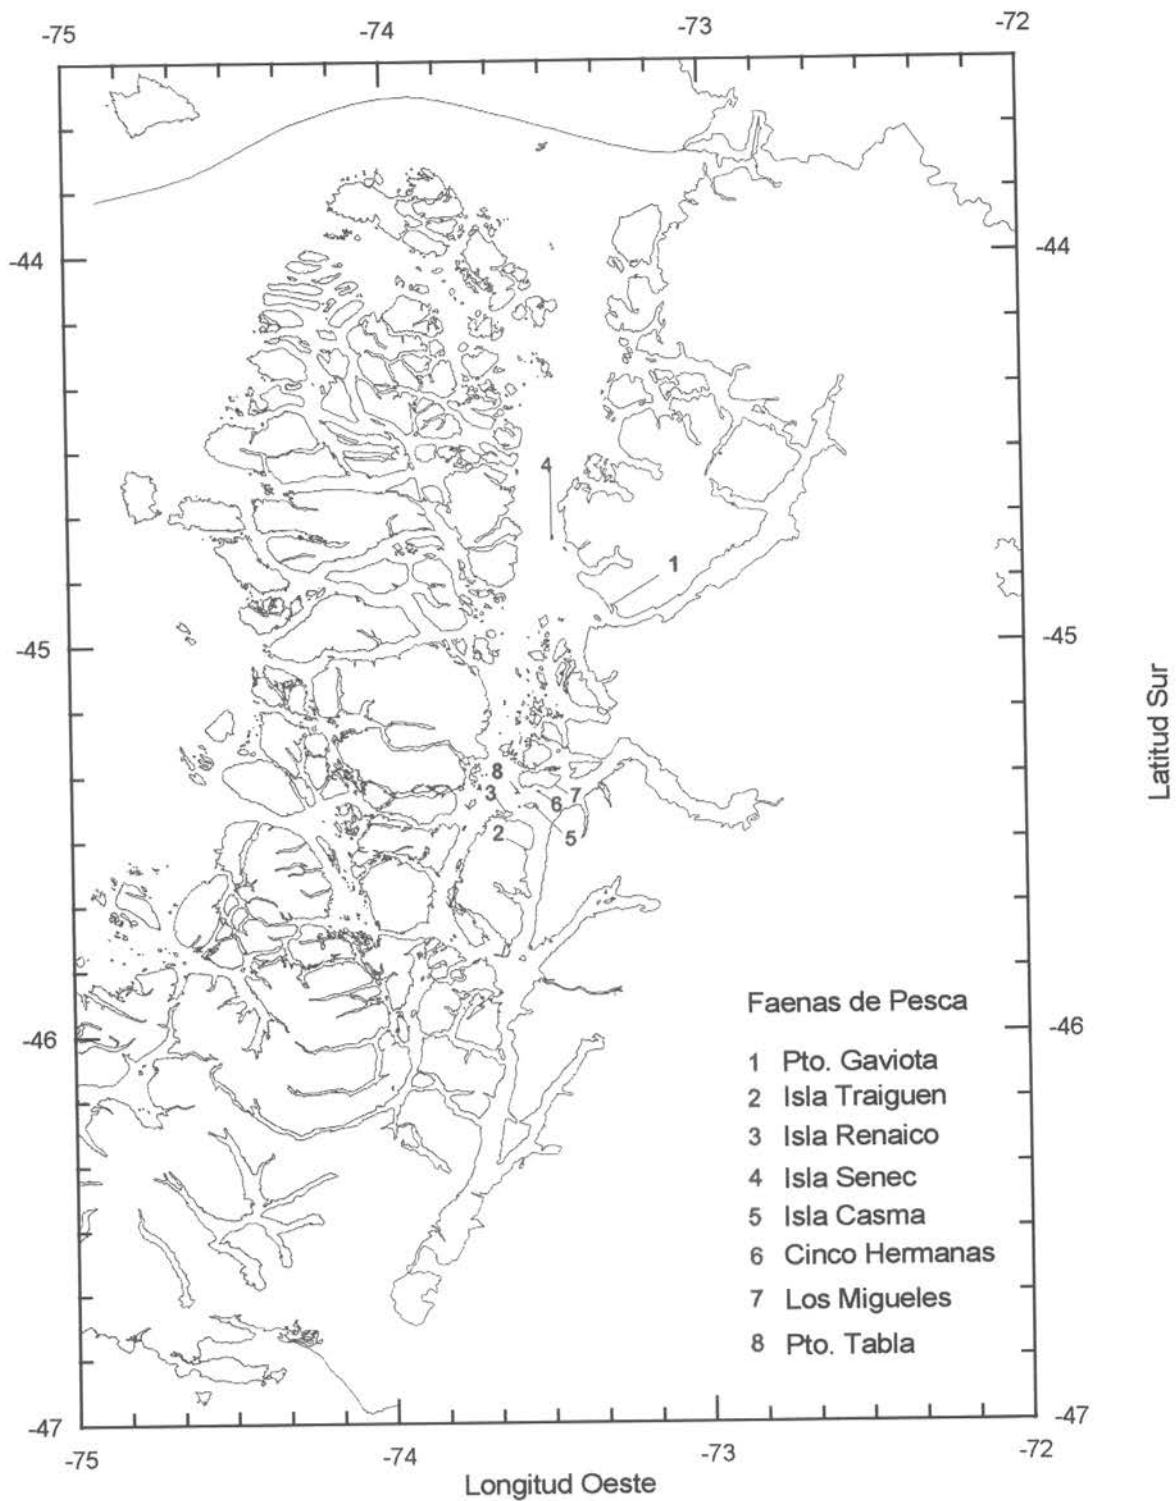 -75 -74 -73 -72
-44 -44
4
1
-45 -45
Latitud Sur
8
3 7
6
2 5
Faenas de Pesca
-46 -46
1 Pto. Gaviota
2 Isla Traiguen
3 Isla Renaico
4 Isla Senec
5 Isla Casma
6 Cinco Hermanas
7 Los Migueles
8 Pto. Tabla
-47 -47
-75 -74 -73 -72
Longitud Oeste